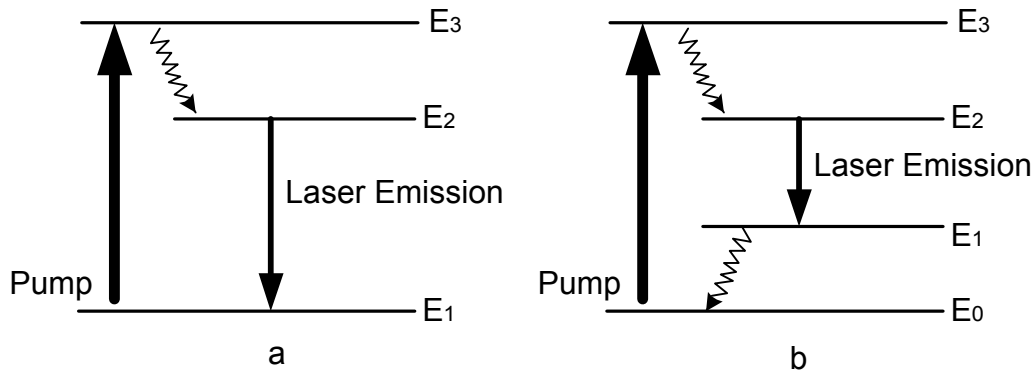 E3
E2
Laser Emission
Pump
E1
a
E3
E2
Laser Emission
E1
Pump
E0
b